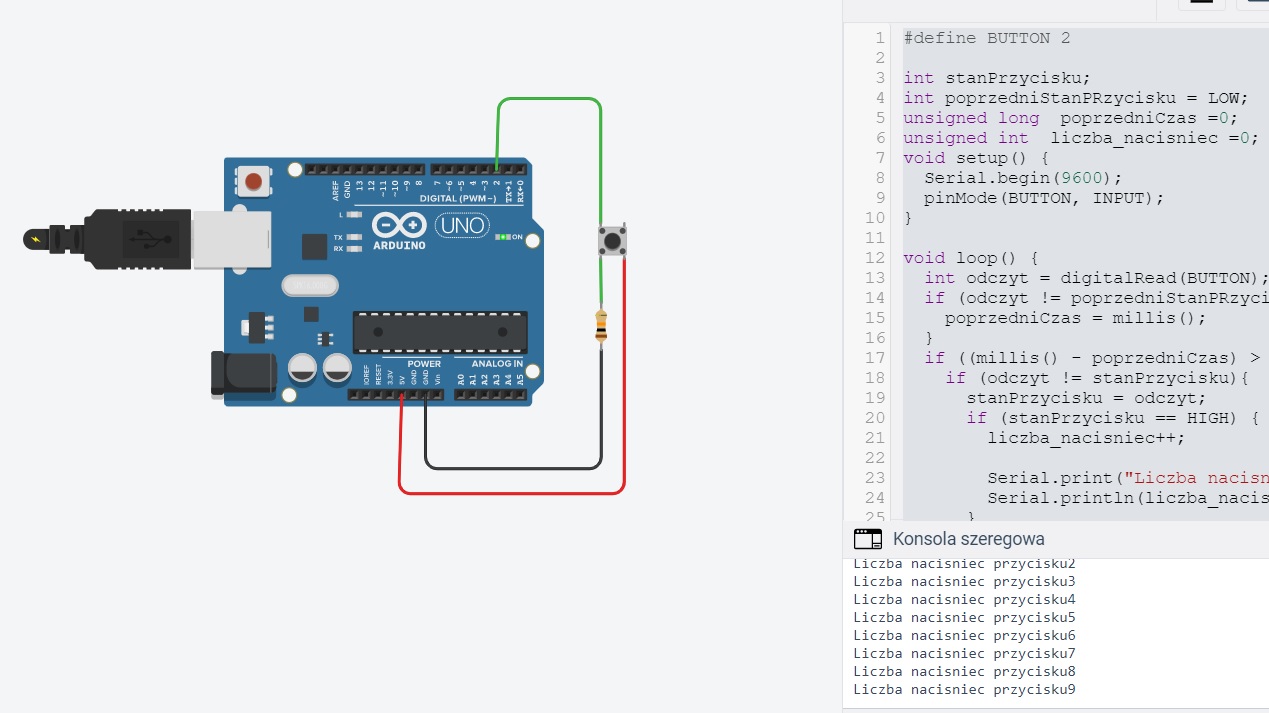 AREF
GND
13
12
~11
~10
~9
8
7
~6
~5
4
~3
2
TX→1
RX←0
DIGITAL (PWM~)
L
TX
RX
ARDUINO
UNO
ON
POWER
ANALOG IN
IOREF
RESET
3.3V
5V
GND
GND
Vin
A0
A1
A2
A3
A4
A5
1 #define BUTTON 2
2
3 int stanPrzycisku;
4 int poprzedniStanPRzycisku = LOW;
5 unsigned long  poprzedniCzas =0;
6 unsigned int  liczba_nacisniec =0;
7 void setup() {
8   Serial.begin(9600);
9   pinMode(BUTTON, INPUT);
10 }
11
12 void loop() {
13   int odczyt = digitalRead(BUTTON);
14   if (odczyt != poprzedniStanPRzyci
15     poprzedniCzas = millis();
16   }
17   if ((millis() - poprzedniCzas) >
18     if (odczyt != stanPrzycisku){
19       stanPrzycisku = odczyt;
20       if (stanPrzycisku == HIGH) {
21         liczba_nacisniec++;
22
23         Serial.print("Liczba nacisn
24         Serial.println(liczba_nacis
25       }
Konsola szeregowa
Liczba nacisniec przycisku2
Liczba nacisniec przycisku3
Liczba nacisniec przycisku4
Liczba nacisniec przycisku5
Liczba nacisniec przycisku6
Liczba nacisniec przycisku7
Liczba nacisniec przycisku8
Liczba nacisniec przycisku9